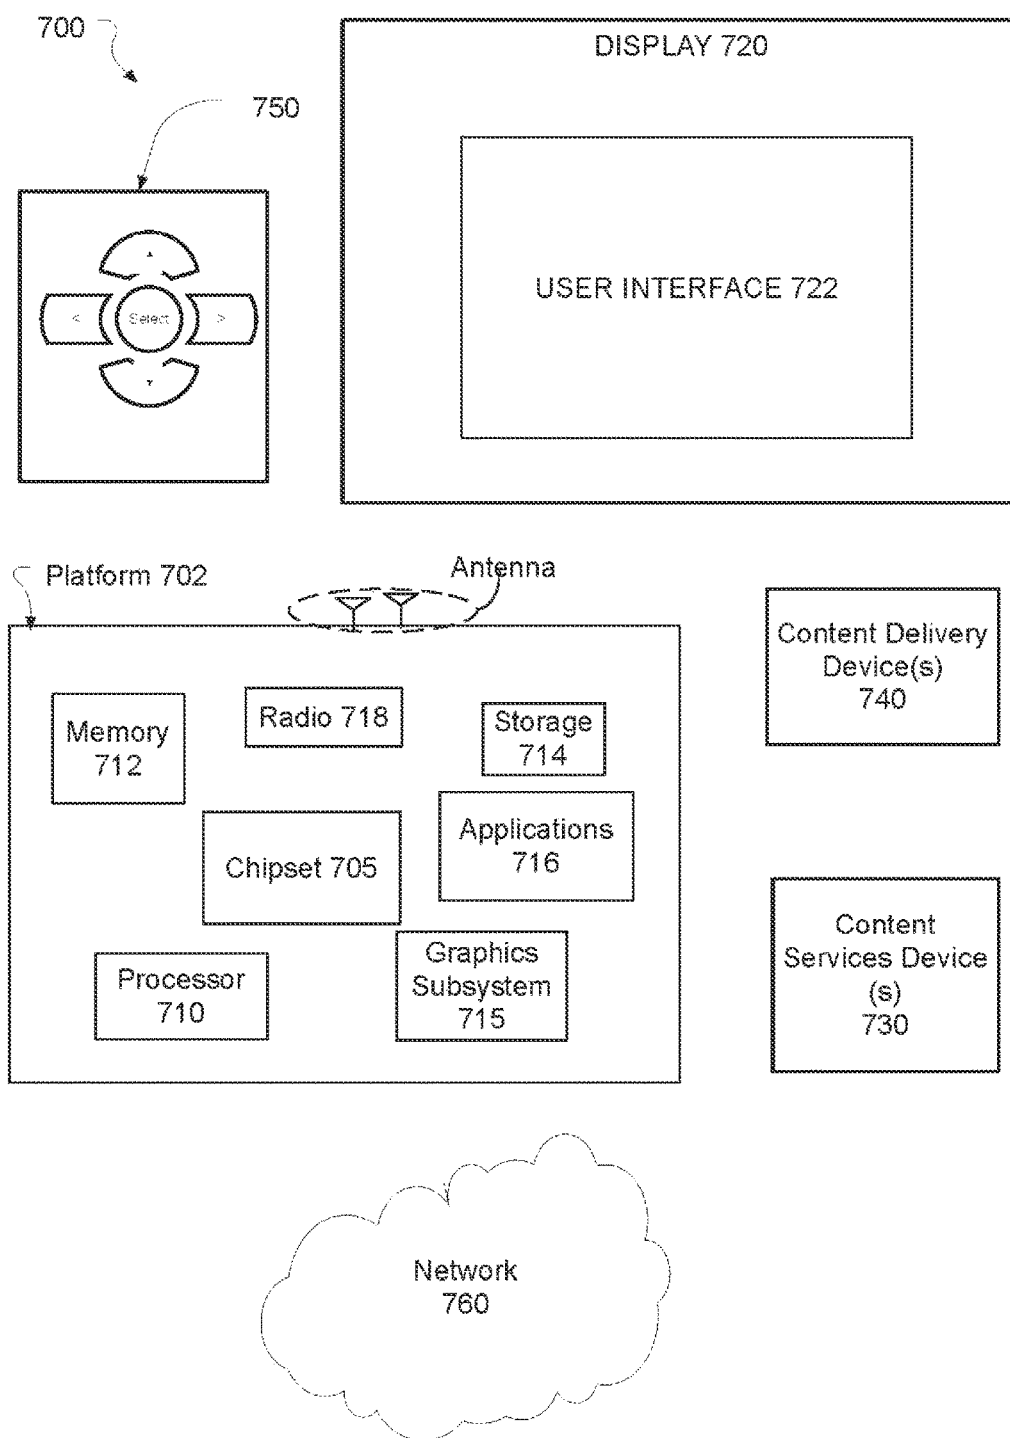 700
DISPLAY 720
750
USER INTERFACE 722
<
Select
>
Platform 702
Antenna
Content Delivery
Device(s)
740
Memory
712
Radio 718
Storage
714
Chipset 705
Applications
716
Content
Services Device
(s)
730
Processor
710
Graphics
Subsystem
715
Network
760